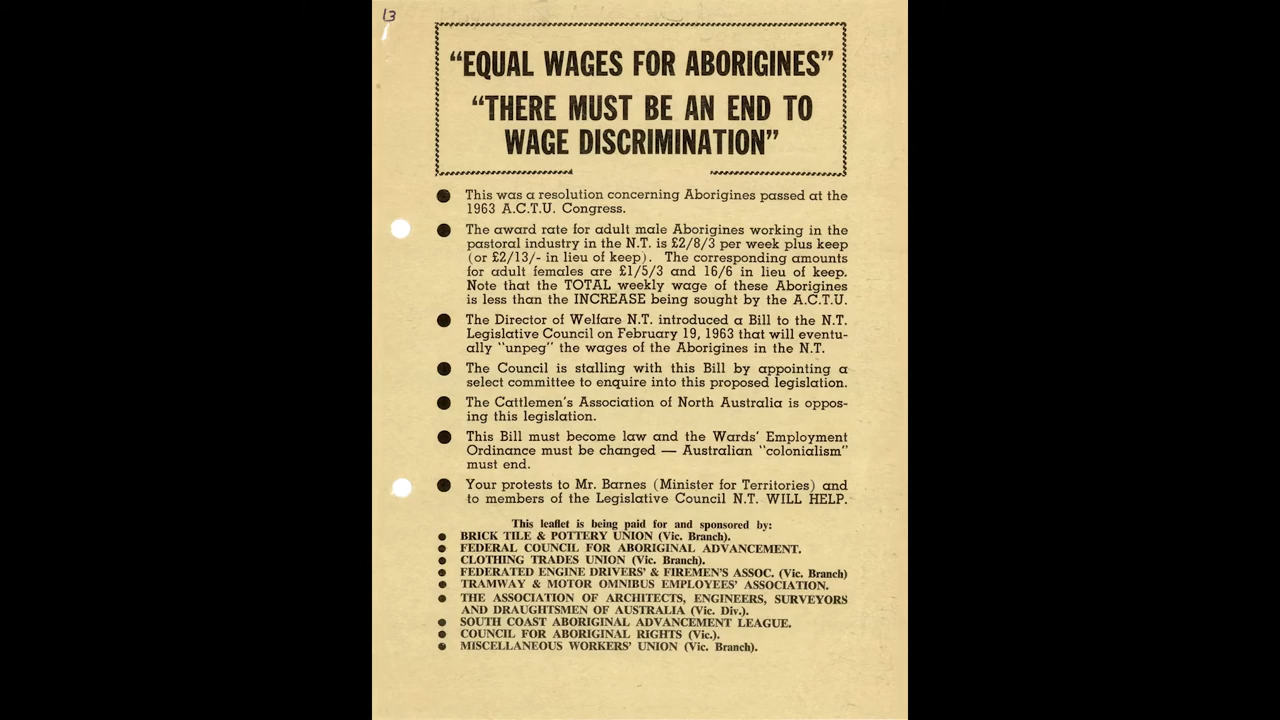 13
“EQUAL WAGES FOR ABORIGINES”
“THERE MUST BE AN END TO
WAGE DISCRIMINATION”
● This was a resolution concerning Aborigines passed at the
1963 A.C.T.U. Congress.
● The award rate for adult male Aborigines working in the
pastoral industry in the N.T. is £2/8/3 per week plus keep
(or £2/13/- in lieu of keep). The corresponding amounts
for adult females are £1/5/3 and 16/6 in lieu of keep.
Note that the TOTAL weekly wage of these Aborigines
is less than the INCREASE being sought by the A.C.T.U.
● The Director of Welfare N.T. introduced a Bill to the N.T.
Legislative Council on February 19, 1963 that will eventu-
ally “unpeg” the wages of the Aborigines in the N.T.
● The Council is stalling with this Bill by appointing a
select committee to enquire into this proposed legislation.
● The Cattlemen’s Association of North Australia is oppos-
ing this legislation.
● This Bill must become law and the Wards’ Employment
Ordinance must be changed — Australian “colonialism”
must end.
● Your protests to Mr. Barnes (Minister for Territories) and
to members of the Legislative Council N.T. WILL HELP.
This leaflet is being paid for and sponsored by:
● BRICK TILE & POTTERY UNION (Vic. Branch).
● FEDERAL COUNCIL FOR ABORIGINAL ADVANCEMENT.
● CLOTHING TRADES UNION (Vic. Branch).
● FEDERATED ENGINE DRIVERS’ & FIREMEN’S ASSOC. (Vic. Branch)
● TRAMWAY & MOTOR OMNIBUS EMPLOYEES’ ASSOCIATION.
● THE ASSOCIATION OF ARCHITECTS, ENGINEERS, SURVEYORS
AND DRAUGHTSMEN OF AUSTRALIA (Vic. Div.).
● SOUTH COAST ABORIGINAL ADVANCEMENT LEAGUE.
● COUNCIL FOR ABORIGINAL RIGHTS (Vic.).
● MISCELLANEOUS WORKERS’ UNION (Vic. Branch).